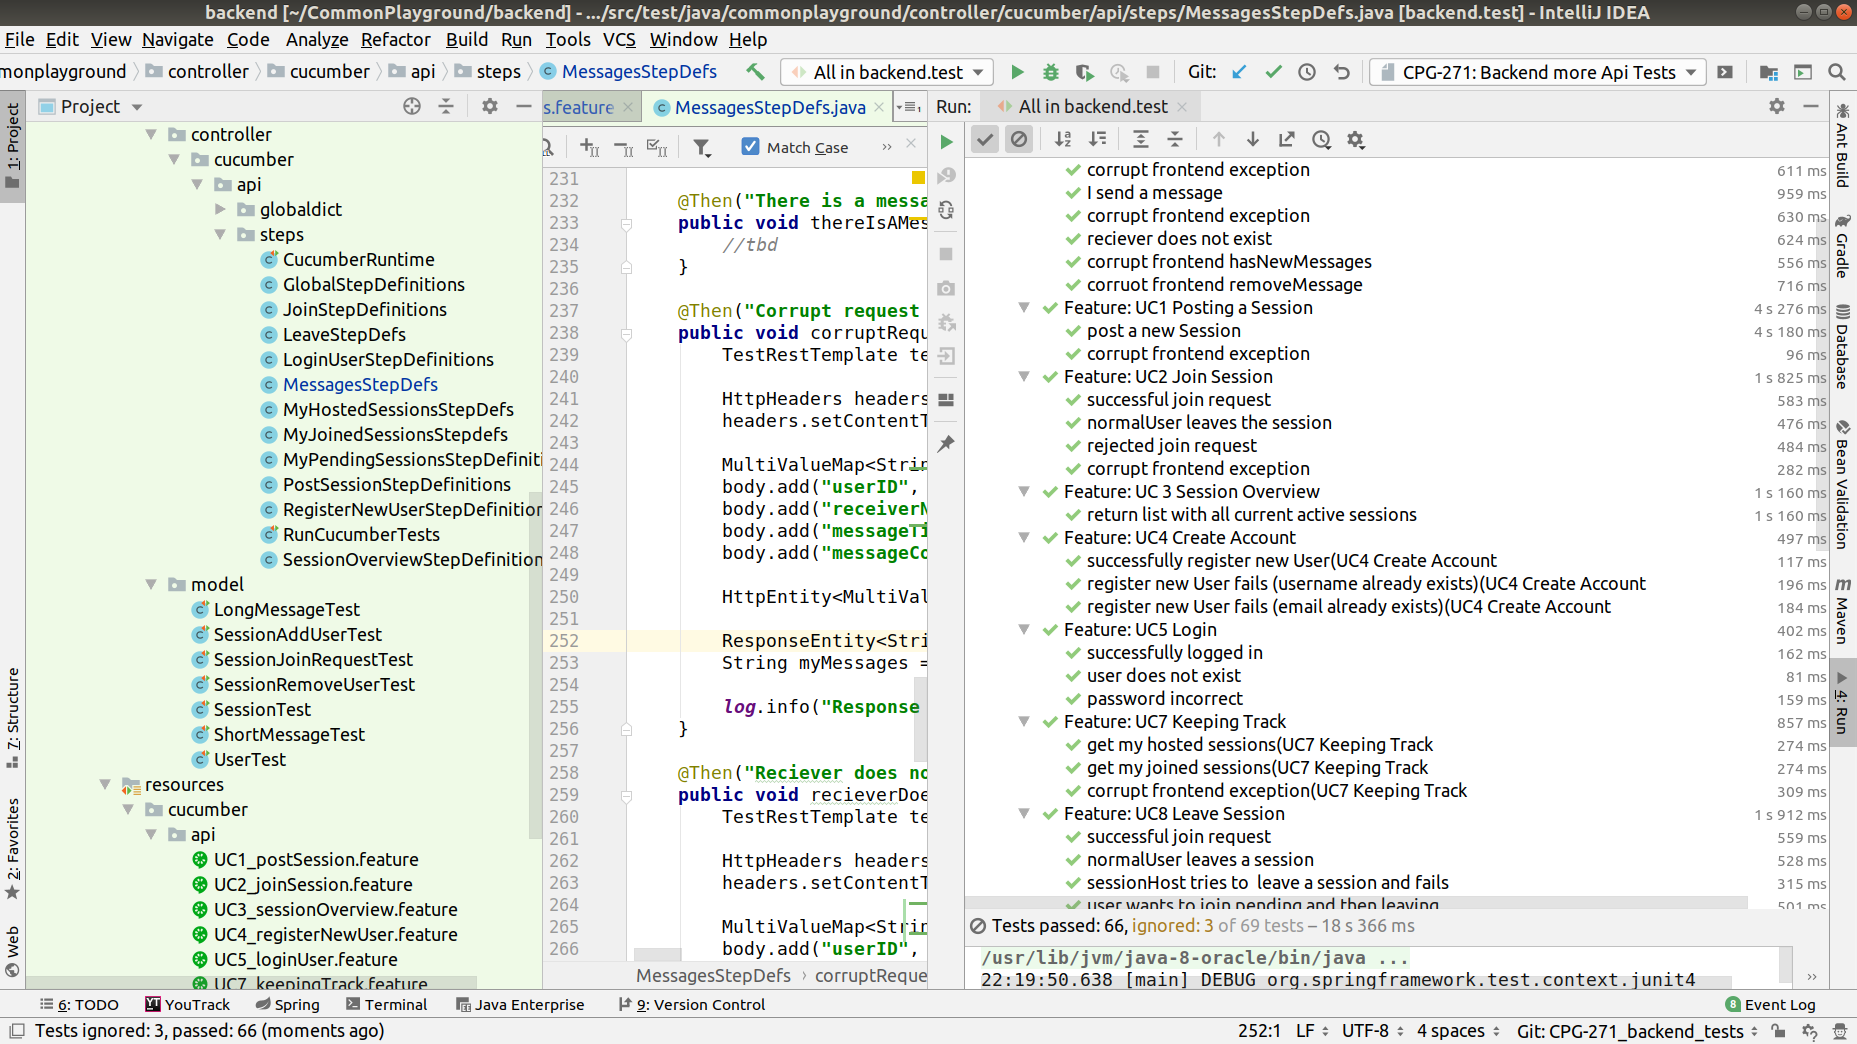 backend [~/CommonPlayground/backend] - .../src/test/java/commonplayground/controller/cucumber/api/steps/MessagesStepDefs.java [backend.test] - IntelliJ IDEA
File Edit View Navigate Code Analyze Refactor Build Run Tools VCS Window Help
monplayground controller cucumber api steps MessagesStepDefs All in backend.test Git: CPG-271: Backend more Api Tests
1: Project
7: Structure
2: Favorites
Web
Project
controller
cucumber
api
globaldict
steps
CucumberRuntime
GlobalStepDefinitions
JoinStepDefinitions
LeaveStepDefs
LoginUserStepDefinitions
MessagesStepDefs
MyHostedSessionsStepDefs
MyJoinedSessionsStepdefs
MyPendingSessionsStepDefiniti
PostSessionStepDefinitions
RegisterNewUserStepDefinition
RunCucumberTests
SessionOverviewStepDefinition
model
LongMessageTest
SessionAddUserTest
SessionJoinRequestTest
SessionRemoveUserTest
SessionTest
ShortMessageTest
UserTest
resources
cucumber
api
UC1_postSession.feature
UC2_joinSession.feature
UC3_sessionOverview.feature
UC4_registerNewUser.feature
UC5_loginUser.feature
UC7_keepingTrack.feature
s.feature MessagesStepDefs.java
Match Case
231
232 @Then("There is a messa
233 public void thereIsAMes
234 //tbd
235 }
236
237 @Then("Corrupt request
238 public void corruptRequ
239 TestRestTemplate te
240
241 HttpHeaders headers
242 headers.setContentT
243
244 MultiValueMap<Strin
245 body.add("userID",
246 body.add("receiverN
247 body.add("messageTi
248 body.add("messageCo
249
250 HttpEntity<MultiVal
251
252 ResponseEntity<Stri
253 String myMessages =
254
255 log.info("Response
256 }
257
258 @Then("Reciever does no
259 public void recieverDoe
260 TestRestTemplate te
261
262 HttpHeaders headers
263 headers.setContentT
264
265 MultiValueMap<Strin
266 body.add("userID",
MessagesStepDefs › corruptReque
Run: All in backend.test
corrupt frontend exception 611 ms
I send a message 959 ms
corrupt frontend exception 630 ms
reciever does not exist 624 ms
corrupt frontend hasNewMessages 556 ms
corruot frontend removeMessage 716 ms
Feature: UC1 Posting a Session 4 s 276 ms
post a new Session 4 s 180 ms
corrupt frontend exception 96 ms
Feature: UC2 Join Session 1 s 825 ms
successful join request 583 ms
normalUser leaves the session 476 ms
rejected join request 484 ms
corrupt frontend exception 282 ms
Feature: UC 3 Session Overview 1 s 160 ms
return list with all current active sessions 1 s 160 ms
Feature: UC4 Create Account 497 ms
successfully register new User(UC4 Create Account 117 ms
register new User fails (username already exists)(UC4 Create Account 196 ms
register new User fails (email already exists)(UC4 Create Account 184 ms
Feature: UC5 Login 402 ms
successfully logged in 162 ms
user does not exist 81 ms
password incorrect 159 ms
Feature: UC7 Keeping Track 857 ms
get my hosted sessions(UC7 Keeping Track 274 ms
get my joined sessions(UC7 Keeping Track 274 ms
corrupt frontend exception(UC7 Keeping Track 309 ms
Feature: UC8 Leave Session 1 s 912 ms
successful join request 559 ms
normalUser leaves a session 528 ms
sessionHost tries to leave a session and fails 315 ms
user wants to join pending and then leaving 501 ms
Tests passed: 66, ignored: 3 of 69 tests – 18 s 366 ms
/usr/lib/jvm/java-8-oracle/bin/java ...
22:19:50.638 [main] DEBUG org.springframework.test.context.junit4
Ant Build
Gradle
Database
Bean Validation
m Maven
4: Run
6: TODO YouTrack Spring Terminal Java Enterprise 9: Version Control 8 Event Log
Tests ignored: 3, passed: 66 (moments ago) 252:1 LF UTF-8 4 spaces Git: CPG-271_backend_tests